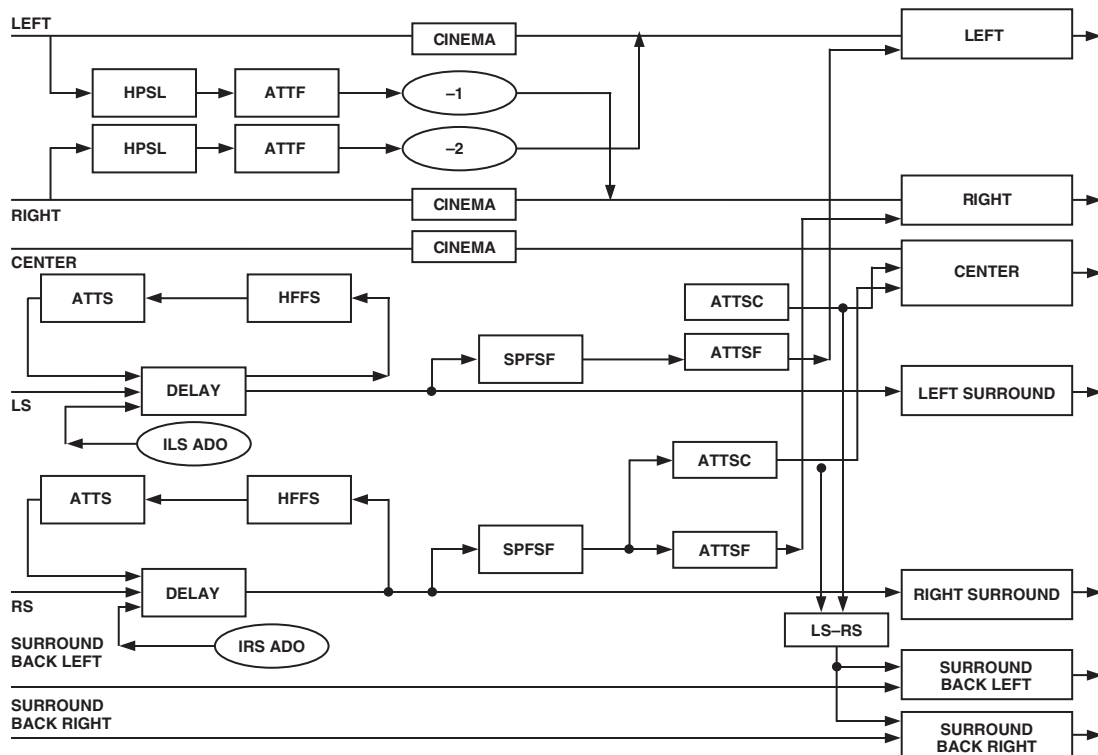 LEFT
CINEMA
LEFT
HPSL
ATTF
–1
HPSL
ATTF
–2
RIGHT
CINEMA
RIGHT
CENTER
CINEMA
CENTER
ATTS
HFFS
ATTSC
SPFSF
ATTSF
LS
DELAY
LEFT SURROUND
ILS ADO
ATTS
HFFS
ATTSC
SPFSF
ATTSF
RS
DELAY
RIGHT SURROUND
LS–RS
SURROUND
BACK LEFT
IRS ADO
SURROUND
BACK LEFT
SURROUND
BACK RIGHT
SURROUND
BACK RIGHT